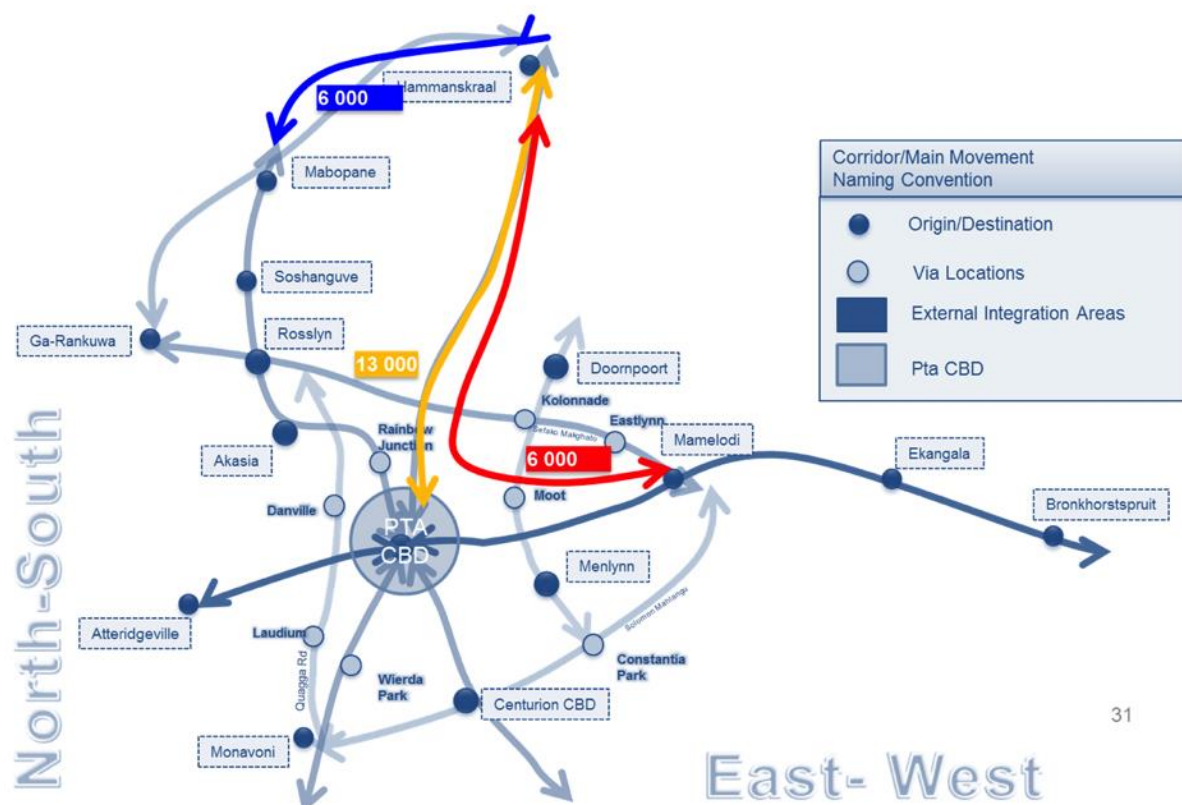 6 000
Hammanskraal
Mabopane
Soshanguve
Ga-Rankuwa
Rosslyn
13 000
Doornpoort
Kolonnade
Rainbow
Junction
Sefako Makghato
Eastlynn
Akasia
6 000
Mamelodi
Ekangala
Danville
Moot
Bronkhorstspruit
PTA
CBD
Menlynn
Atteridgeville
Laudium
Solomon Mahlangu
Quagga Rd
Wierda
Park
Constantia
Park
Centurion CBD
Monavoni
Corridor/Main Movement
Naming Convention
Origin/Destination
Via Locations
External Integration Areas
Pta CBD
31
North-South
East- West